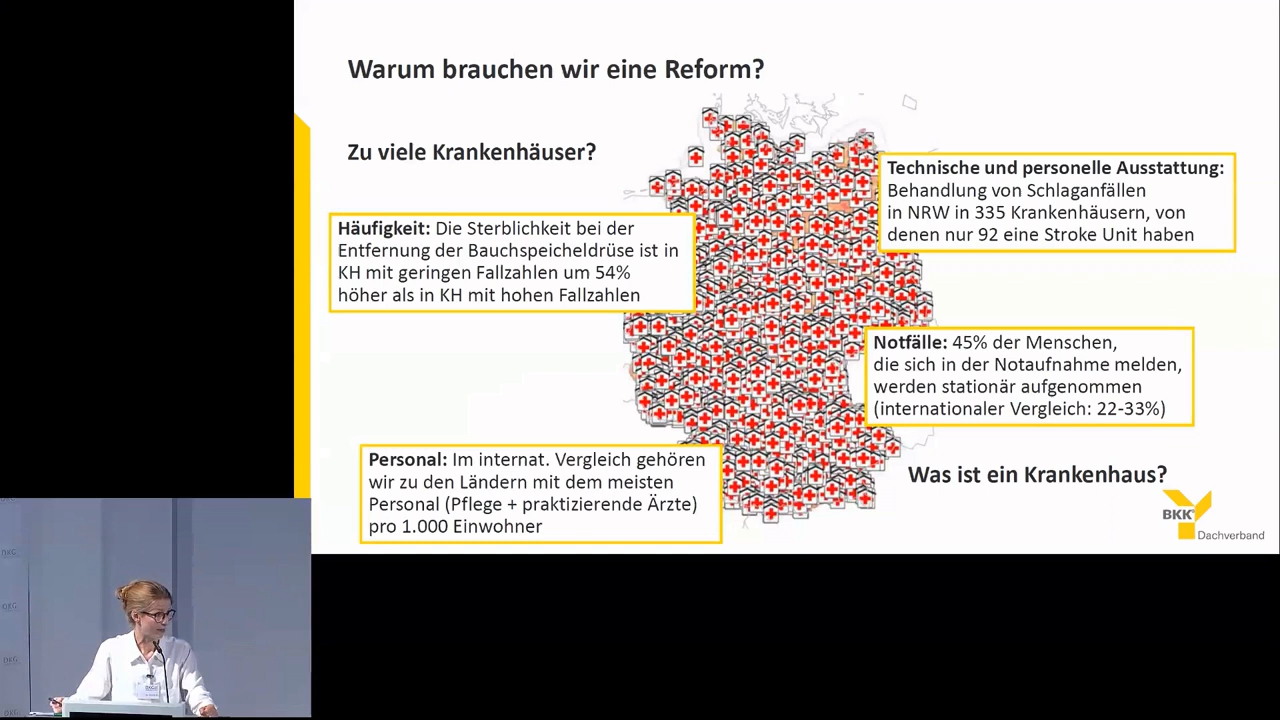 Warum brauchen wir eine Reform?
Zu viele Krankenhäuser?
Technische und personelle Ausstattung:
Behandlung von Schlaganfällen
in NRW in 335 Krankenhäusern, von
denen nur 92 eine Stroke Unit haben
Häufigkeit: Die Sterblichkeit bei der
Entfernung der Bauchspeicheldrüse ist in
KH mit geringen Fallzahlen um 54%
höher als in KH mit hohen Fallzahlen
Notfälle: 45% der Menschen,
die sich in der Notaufnahme melden,
werden stationär aufgenommen
(internationaler Vergleich: 22-33%)
Personal: Im internat. Vergleich gehören
wir zu den Ländern mit dem meisten
Personal (Pflege + praktizierende Ärzte)
pro 1.000 Einwohner
Was ist ein Krankenhaus?
BKK
Dachverband
DKG
DKG